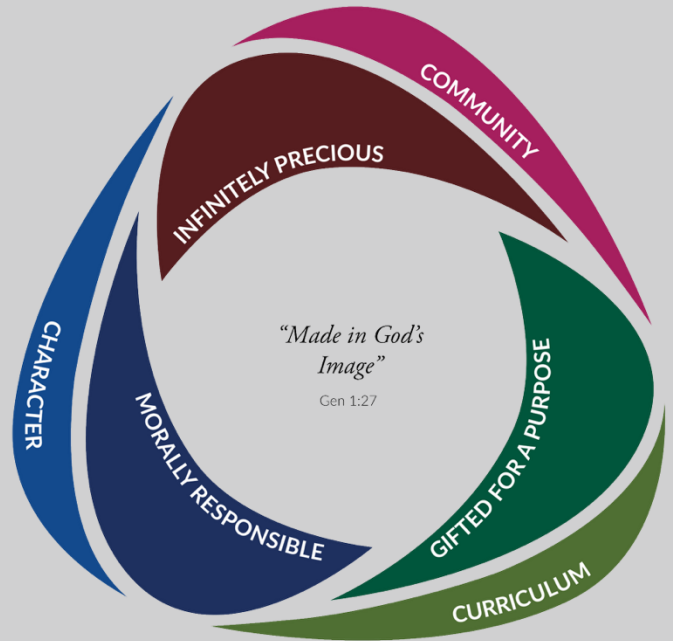 COMMUNITY
INFINITELY PRECIOUS
“Made in God’s
Image”
Gen 1:27
CHARACTER
MORALLY RESPONSIBLE
GIFTED FOR A PURPOSE
CURRICULUM